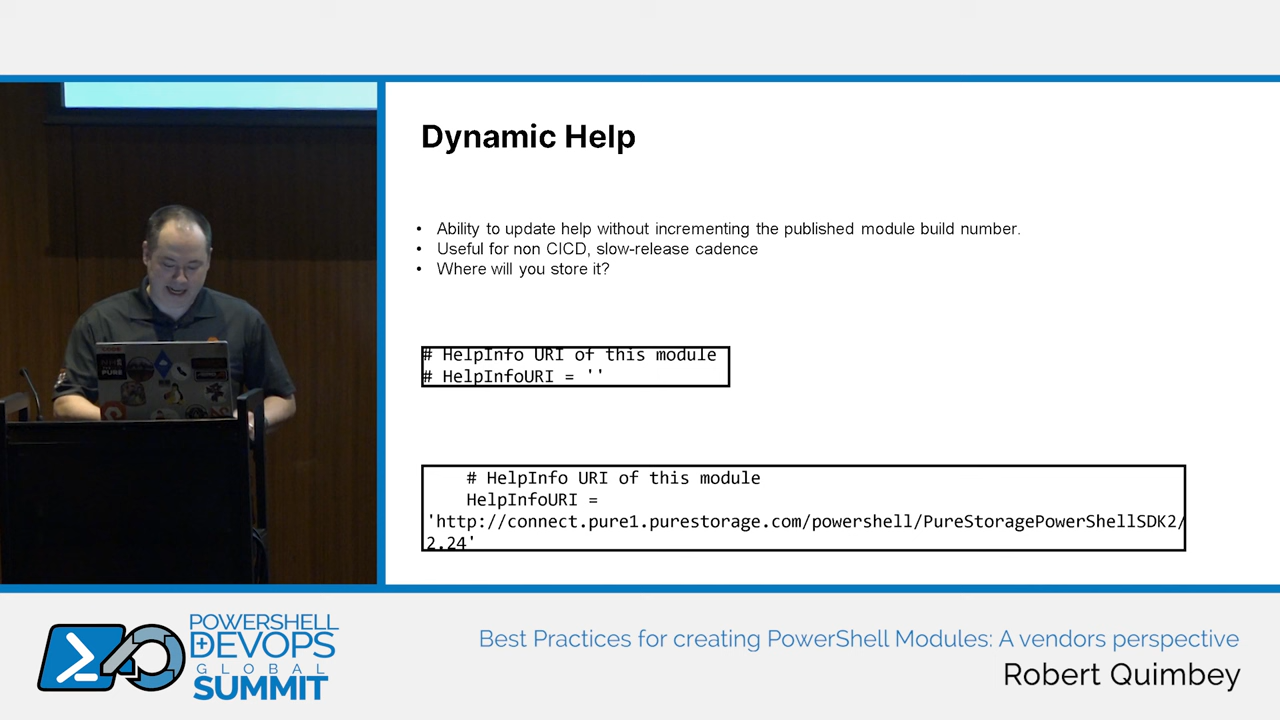 Dynamic Help
• Ability to update help without incrementing the published module build number.
• Useful for non CICD, slow-release cadence
• Where will you store it?
# HelpInfo URI of this module
# HelpInfoURI = ''
# HelpInfo URI of this module
HelpInfoURI =
'http://connect.pure1.purestorage.com/powershell/PureStoragePowerShellSDK2/
2.24'
POWERSHELL
DEVOPS
GLOBAL
SUMMIT
Best Practices for creating PowerShell Modules: A vendors perspective
Robert Quimbey